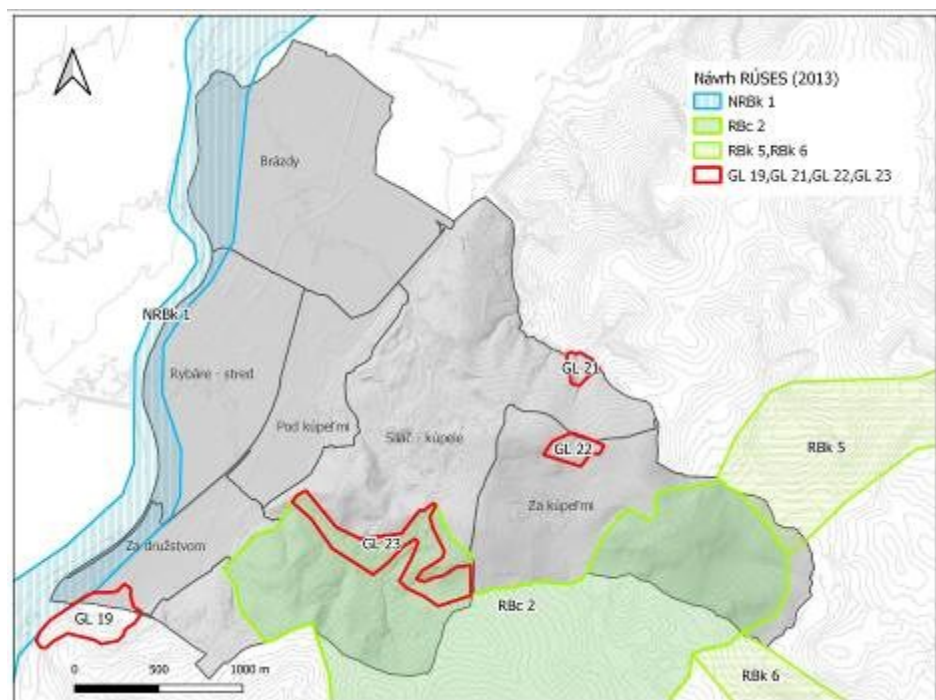 Návrh RÚSES (2013)
NRBk 1
RBc 2
RBk 5,RBk 6
GL 19,GL 21,GL 22,GL 23
Brázdy
NRBk 1
GL 21
Rybáre - stred
Pod kúpeľmi
Sliač - kúpele
GL 22
RBk 5
Za kúpeľmi
Za družstvom
GL 23
RBc 2
GL 19
0 500 1000 m
RBk 6